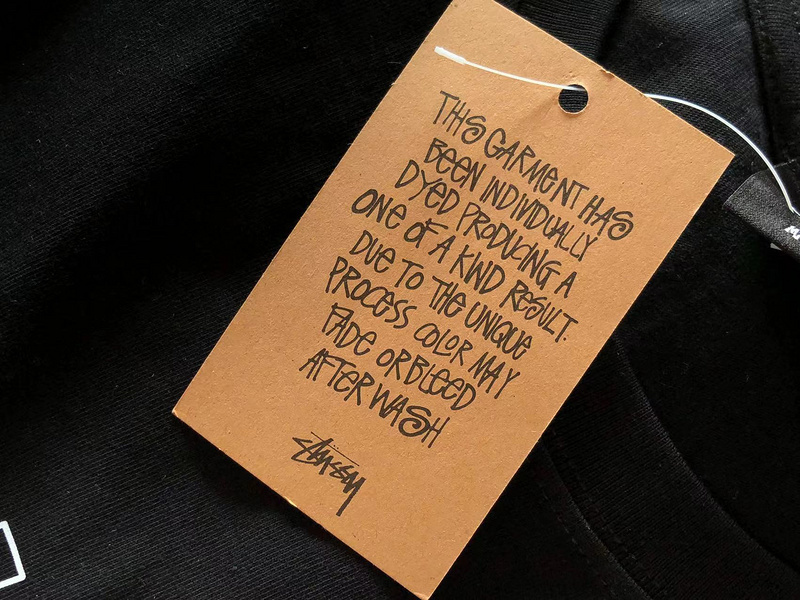 THIS GARMENT HAS
BEEN INDIVIDUALLY
DYED PRODUCING A
ONE OF A KIND RESULT.
DUE TO THE UNIQUE
PROCESS COLOR MAY
FADE OR BLEED
AFTER WASH
Stüssy